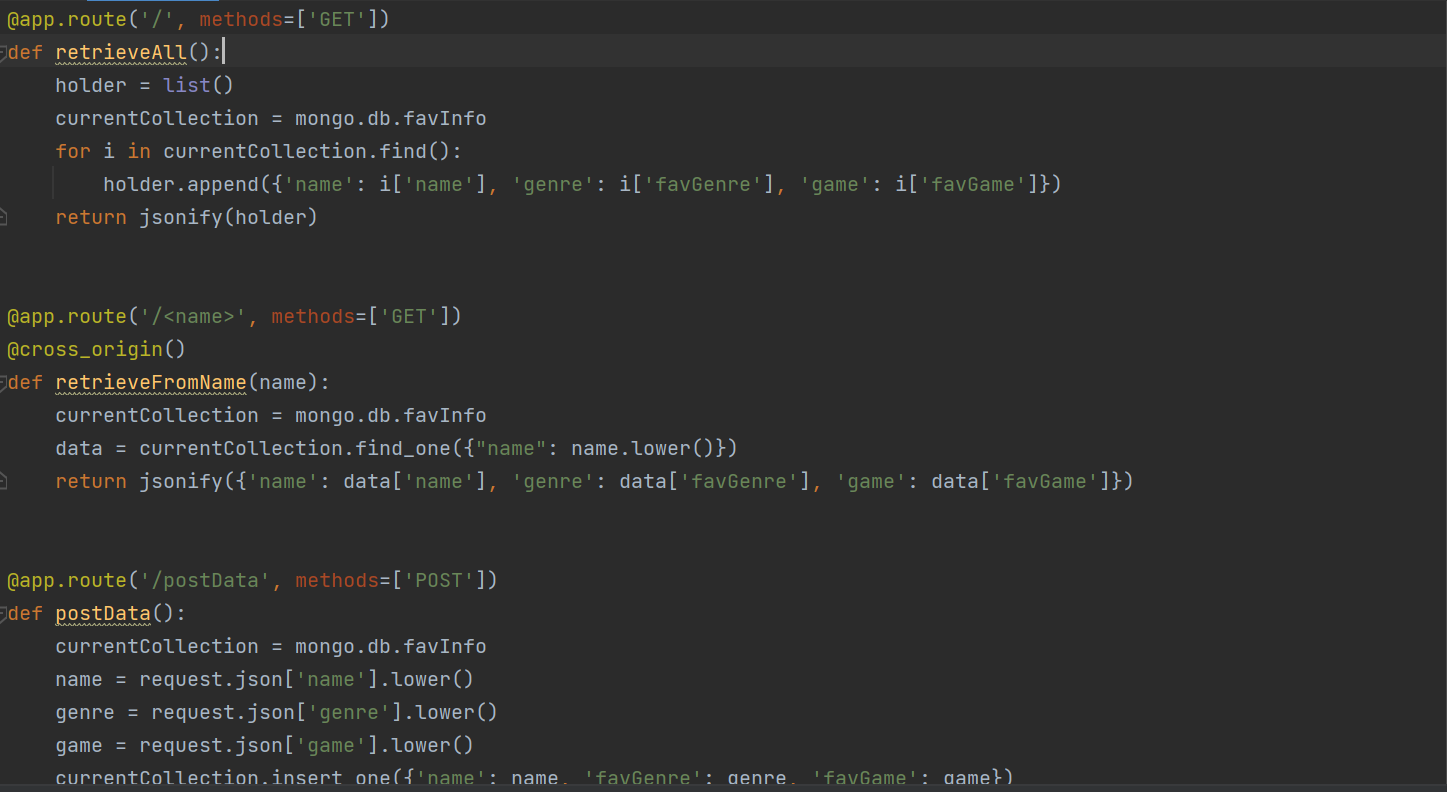 @app.route('/', methods=['GET'])
def retrieveAll():
    holder = list()
    currentCollection = mongo.db.favInfo
    for i in currentCollection.find():
        holder.append({'name': i['name'], 'genre': i['favGenre'], 'game': i['favGame']})
    return jsonify(holder)
@app.route('/<name>', methods=['GET'])
@cross_origin()
def retrieveFromName(name):
    currentCollection = mongo.db.favInfo
    data = currentCollection.find_one({"name": name.lower()})
    return jsonify({'name': data['name'], 'genre': data['favGenre'], 'game': data['favGame']})
@app.route('/postData', methods=['POST'])
def postData():
    currentCollection = mongo.db.favInfo
    name = request.json['name'].lower()
    genre = request.json['genre'].lower()
    game = request.json['game'].lower()
    currentCollection.insert_one({'name': name, 'favGenre': genre, 'favGame': game})